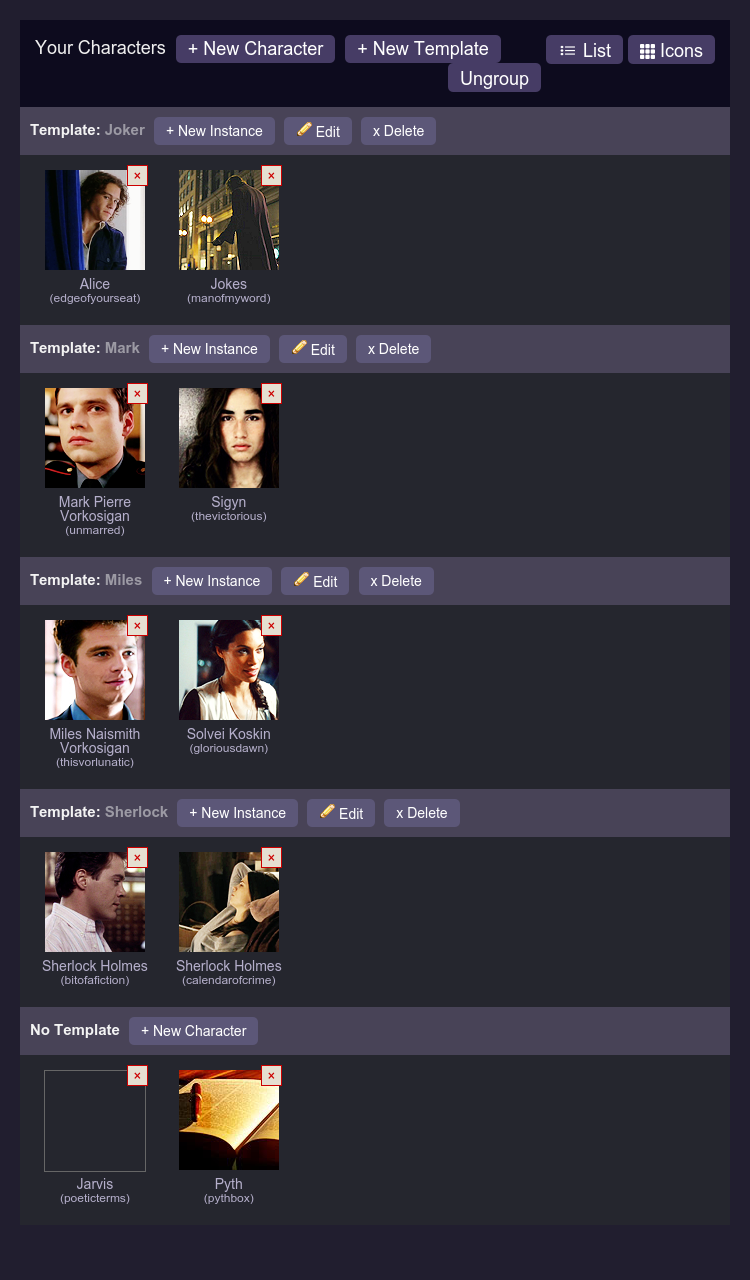 Your Characters + New Character + New Template List Icons
Ungroup
Template: Joker + New Instance Edit x Delete
× ×
Alice Jokes
(edgeofyourseat) (manofmyword)
Template: Mark + New Instance Edit x Delete
× ×
Mark Pierre Sigyn
Vorkosigan (thevictorious)
(unmarred)
Template: Miles + New Instance Edit x Delete
× ×
Miles Naismith Solvei Koskin
Vorkosigan (gloriousdawn)
(thisvorlunatic)
Template: Sherlock + New Instance Edit x Delete
× ×
Sherlock Holmes Sherlock Holmes
(bitofafiction) (calendarofcrime)
No Template + New Character
× ×
Jarvis Pyth
(poeticterms) (pythbox)